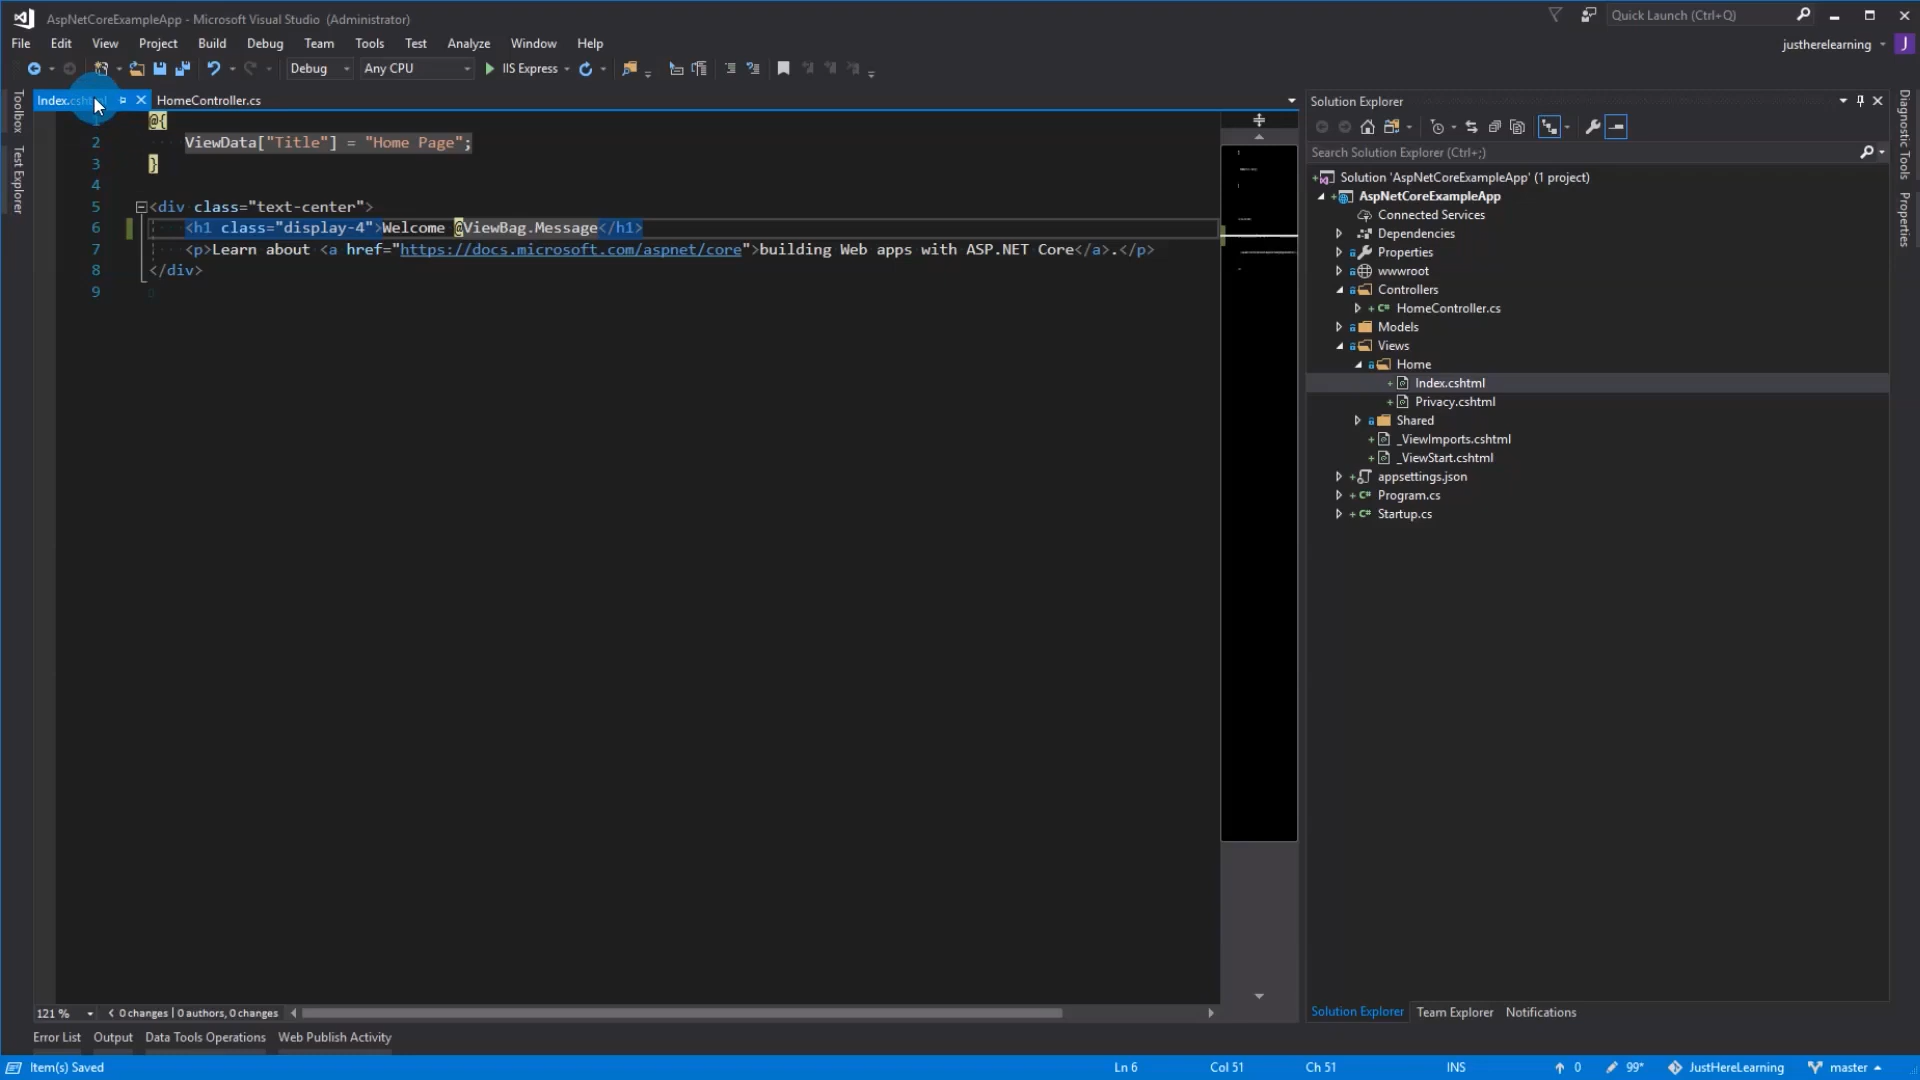 AspNetCoreExampleApp - Microsoft Visual Studio (Administrator)
Quick Launch (Ctrl+Q)
File Edit View Project Build Debug Team Tools Test Analyze Window Help
justherelearning J
Debug Any CPU IIS Express
Index.cshtml HomeController.cs
Toolbox
Test Explorer
1 @{
2 ViewData["Title"] = "Home Page";
3 }
4
5 <div class="text-center">
6 <h1 class="display-4">Welcome @ViewBag.Message</h1>
7 <p>Learn about <a href="https://docs.microsoft.com/aspnet/core">building Web apps with ASP.NET Core</a>.</p>
8 </div>
9
121 % < 0 changes | 0 authors, 0 changes
Solution Explorer
Search Solution Explorer (Ctrl+;)
Solution 'AspNetCoreExampleApp' (1 project)
AspNetCoreExampleApp
Connected Services
Dependencies
Properties
wwwroot
Controllers
C# HomeController.cs
Models
Views
Home
Index.cshtml
Privacy.cshtml
Shared
_ViewImports.cshtml
_ViewStart.cshtml
appsettings.json
C# Program.cs
C# Startup.cs
Solution Explorer Team Explorer Notifications
Diagnostic Tools
Properties
Error List Output Data Tools Operations Web Publish Activity
Item(s) Saved Ln 6 Col 51 Ch 51 INS 0 99* JustHereLearning master